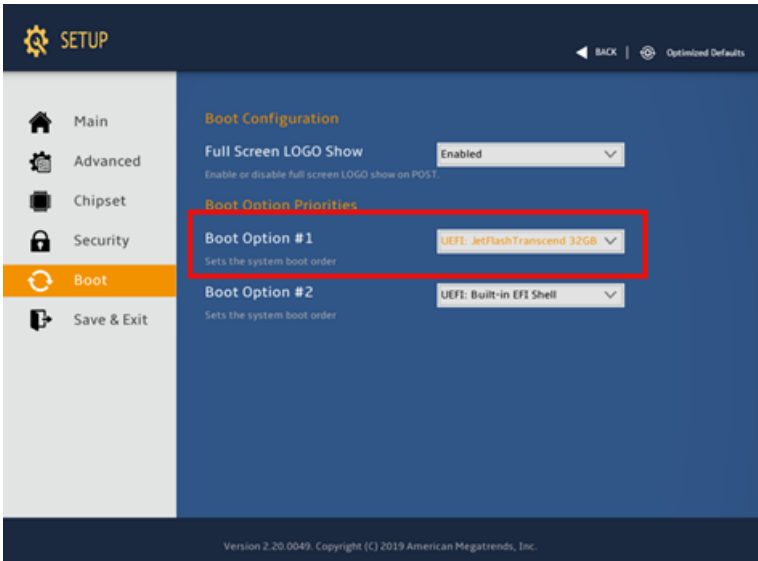 SETUP
BACK | Optimized Defaults
Main
Advanced
Chipset
Security
Boot
Save & Exit
Boot Configuration
Full Screen LOGO Show
Enabled
Enable or disable full screen LOGO show on POST.
Boot Option Priorities
Boot Option #1
UEFI: JetFlashTranscend 32GB
Sets the system boot order
Boot Option #2
UEFI: Built-in EFI Shell
Sets the system boot order
Version 2.20.0049. Copyright (C) 2019 American Megatrends, Inc.